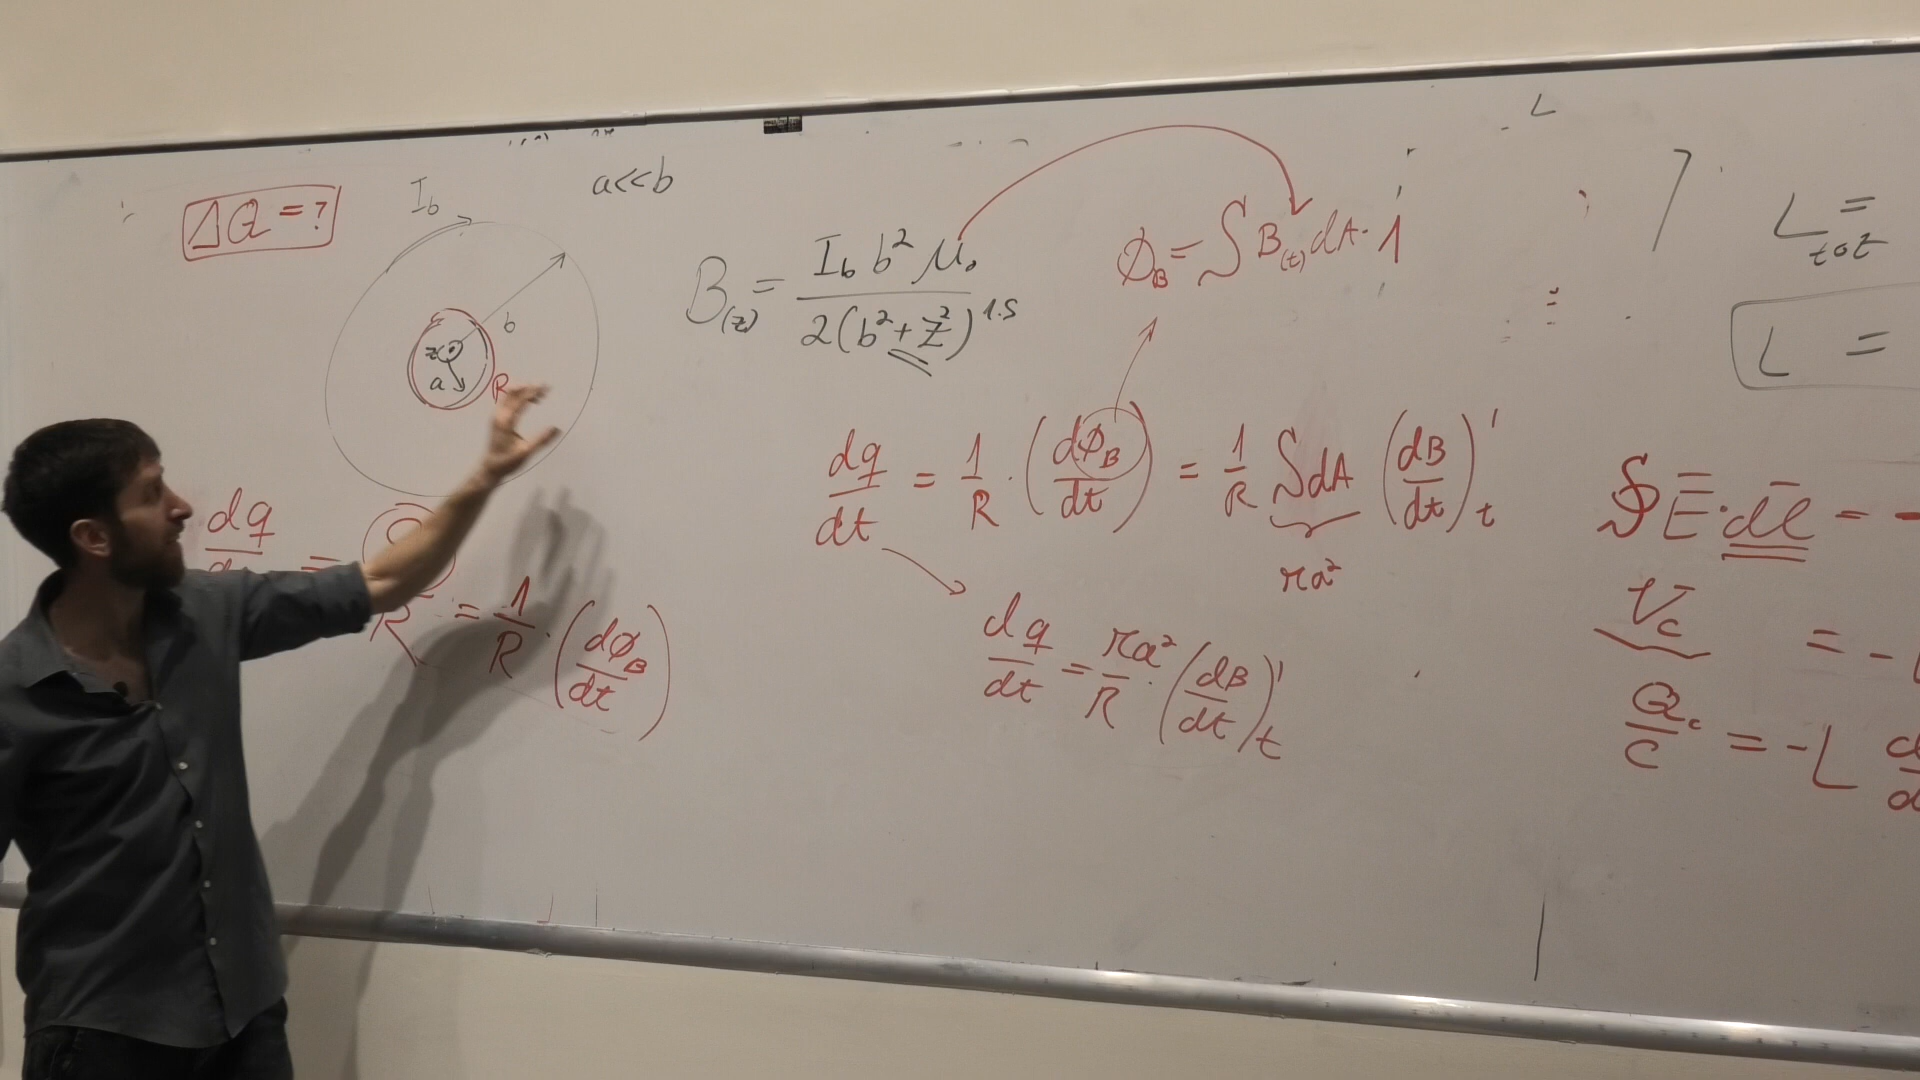 ΔQ = ?
I_b
a<<b
b
z
a
R
B_(z) = I_b b² μ₀ / 2(b² + z²)^1.5
Φ_B = ∫ B_(t) dA · 1
dq/dt = 1/R · (dΦ_B/dt) = 1/R ∫dA (dB/dt)'_t
πa²
dq/dt = πa²/R · (dB/dt)'_t
dq
R = 1/R · (dΦ_B/dt)
L
L_tot =
L =
∮ E̅ · d̅l̅ = -
V_c = -
Q_c/C = -L d